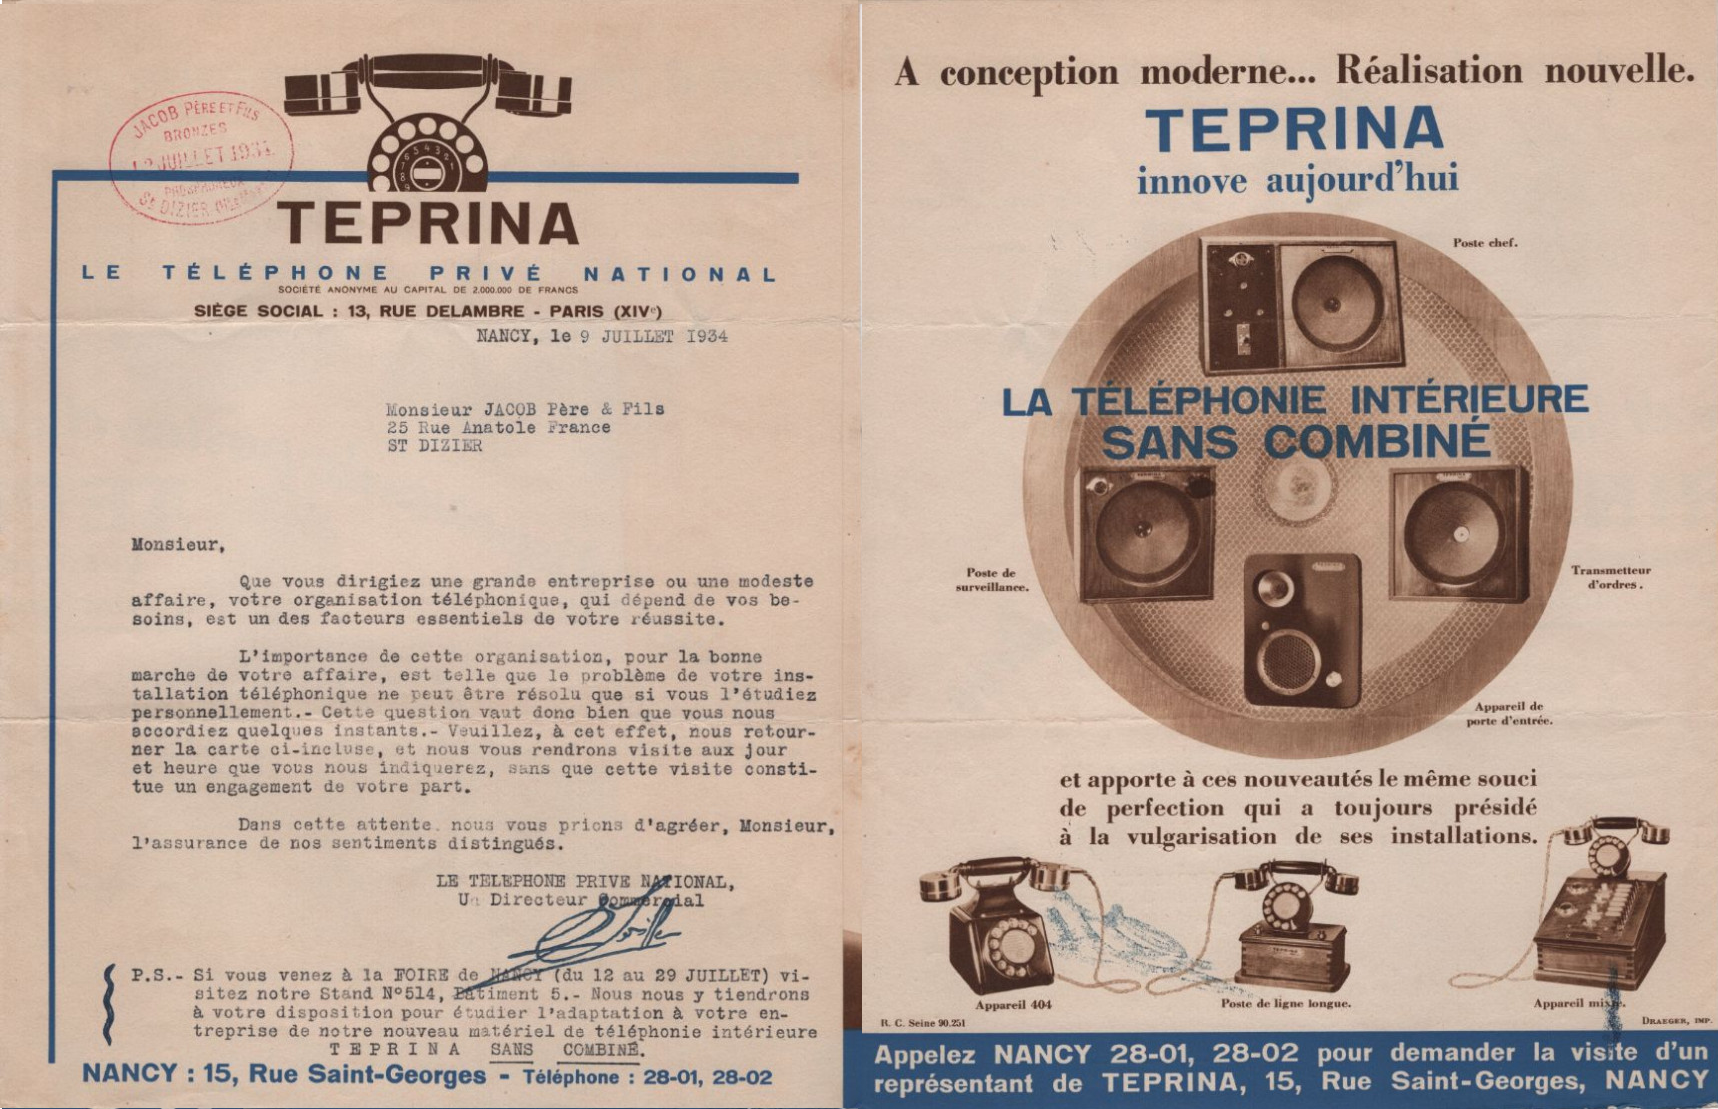 JACOB PÈRE ET FILS
BRONZES
JUILLET 1934
ST DIZIER
TEPRINA
LE TÉLÉPHONE PRIVÉ NATIONAL
SOCIÉTÉ ANONYME AU CAPITAL DE 2.000.000 DE FRANCS
SIÈGE SOCIAL : 13, RUE DELAMBRE - PARIS (XIVe)
NANCY, le 9 JUILLET 1934
Monsieur JACOB Père & Fils
25 Rue Anatole France
ST DIZIER
Monsieur,
Que vous dirigiez une grande entreprise ou une modeste
affaire, votre organisation téléphonique, qui dépend de vos be-
soins, est un des facteurs essentiels de votre réussite.
L'importance de cette organisation, pour la bonne
marche de votre affaire, est telle que le problème de votre ins-
tallation téléphonique ne peut être résolu que si vous l'étudiez
personnellement.- Cette question vaut donc bien que vous nous
accordiez quelques instants.- Veuillez, à cet effet, nous retour-
ner la carte ci-incluse, et nous vous rendrons visite aux jour
et heure que vous nous indiquerez, sans que cette visite consti-
tue un engagement de votre part.
Dans cette attente, nous vous prions d'agréer, Monsieur,
l'assurance de nos sentiments distingués.
LE TELEPHONE PRIVE NATIONAL,
Un Directeur Commercial
P.S.- Si vous venez à la FOIRE de NANCY (du 12 au 29 JUILLET) vi-
sitez notre Stand N°514, Bâtiment 5.- Nous nous y tiendrons
à votre disposition pour étudier l'adaptation à votre en-
treprise de notre nouveau matériel de téléphonie intérieure
TEPRINA SANS COMBINÉ.
NANCY : 15, Rue Saint-Georges - Téléphone : 28-01, 28-02
A conception moderne... Réalisation nouvelle.
TEPRINA
innove aujourd'hui
Poste chef.
LA TÉLÉPHONIE INTÉRIEURE
SANS COMBINÉ
Poste de
surveillance.
Transmetteur
d'ordres.
Appareil de
porte d'entrée.
et apporte à ces nouveautés le même souci
de perfection qui a toujours présidé
à la vulgarisation de ses installations.
TEPRINA
Appareil 404
Poste de ligne longue.
Appareil mixte.
R. C. Seine 90.251
DRAEGER, IMP.
Appelez NANCY 28-01, 28-02 pour demander la visite d'un
représentant de TEPRINA, 15, Rue Saint-Georges, NANCY